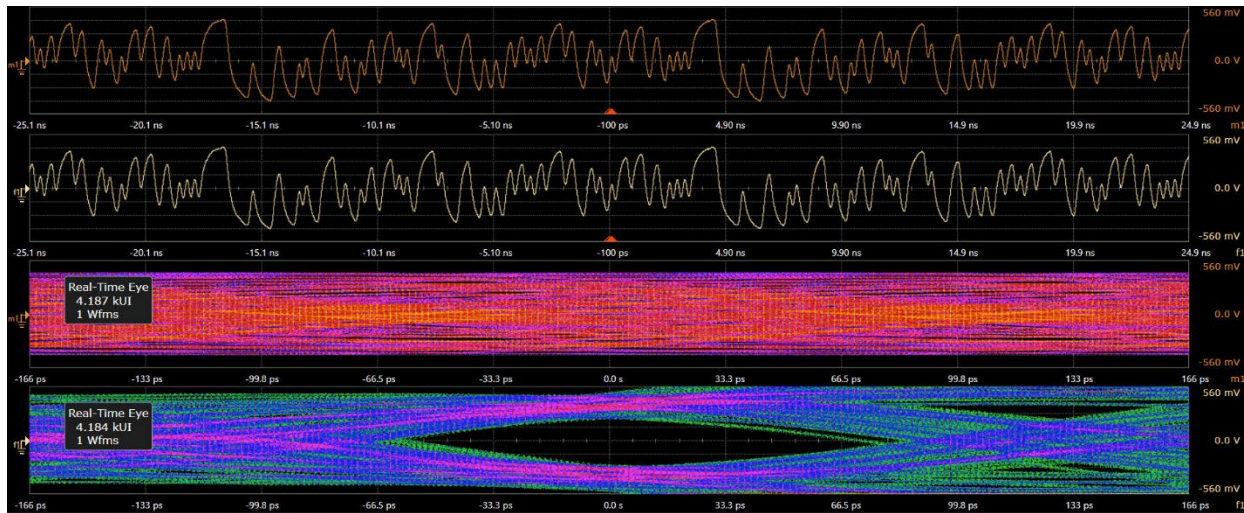 560 mV
m1 0.0 V
-560 mV
-25.1 ns -20.1 ns -15.1 ns -10.1 ns -5.10 ns -100 ps 4.90 ns 9.90 ns 14.9 ns 19.9 ns 24.9 ns m1
560 mV
f1 0.0 V
-560 mV
-25.1 ns -20.1 ns -15.1 ns -10.1 ns -5.10 ns -100 ps 4.90 ns 9.90 ns 14.9 ns 19.9 ns 24.9 ns f1
560 mV
Real-Time Eye
4.187 kUI
1 Wfms
m1 0.0 V
-560 mV
-166 ps -133 ps -99.8 ps -66.5 ps -33.3 ps 0.0 s 33.3 ps 66.5 ps 99.8 ps 133 ps 166 ps m1
560 mV
Real-Time Eye
4.184 kUI
1 Wfms
f1 0.0 V
-560 mV
-166 ps -133 ps -99.8 ps -66.5 ps -33.3 ps 0.0 s 33.3 ps 66.5 ps 99.8 ps 133 ps 166 ps f1